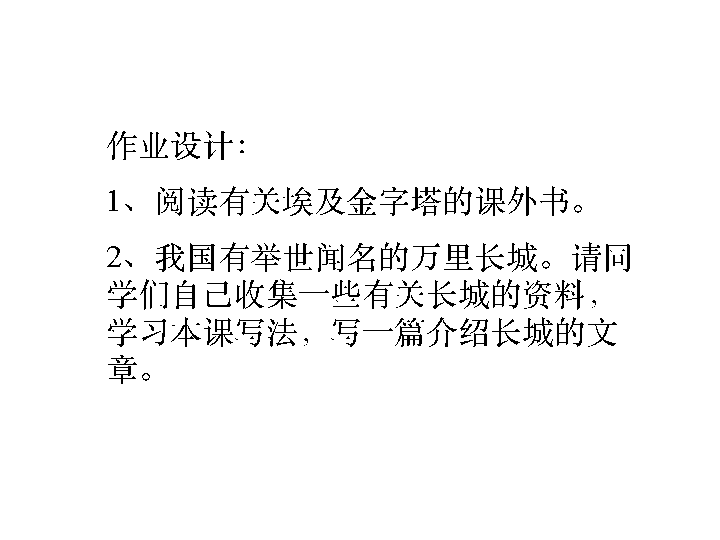 作业设计：
1、阅读有关埃及金字塔的课外书。
2、我国有举世闻名的万里长城。请同
学们自己收集一些有关长城的资料，
学习本课写法，写一篇介绍长城的文
章。